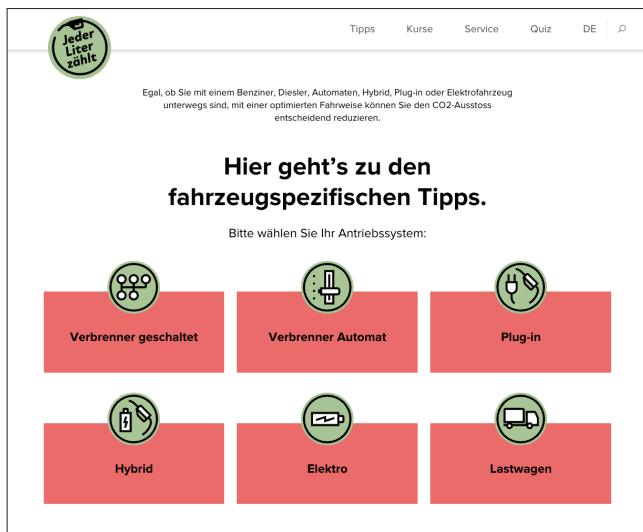 Jeder
Liter
zählt
Tipps Kurse Service Quiz DE
Egal, ob Sie mit einem Benziner, Diesler, Automaten, Hybrid, Plug-in oder Elektrofahrzeug
unterwegs sind, mit einer optimierten Fahrweise können Sie den CO2-Ausstoss
entscheidend reduzieren.
Hier geht's zu den
fahrzeugspezifischen Tipps.
Bitte wählen Sie Ihr Antriebssystem:
Verbrenner geschaltet
Verbrenner Automat
Plug-in
Hybrid
Elektro
Lastwagen